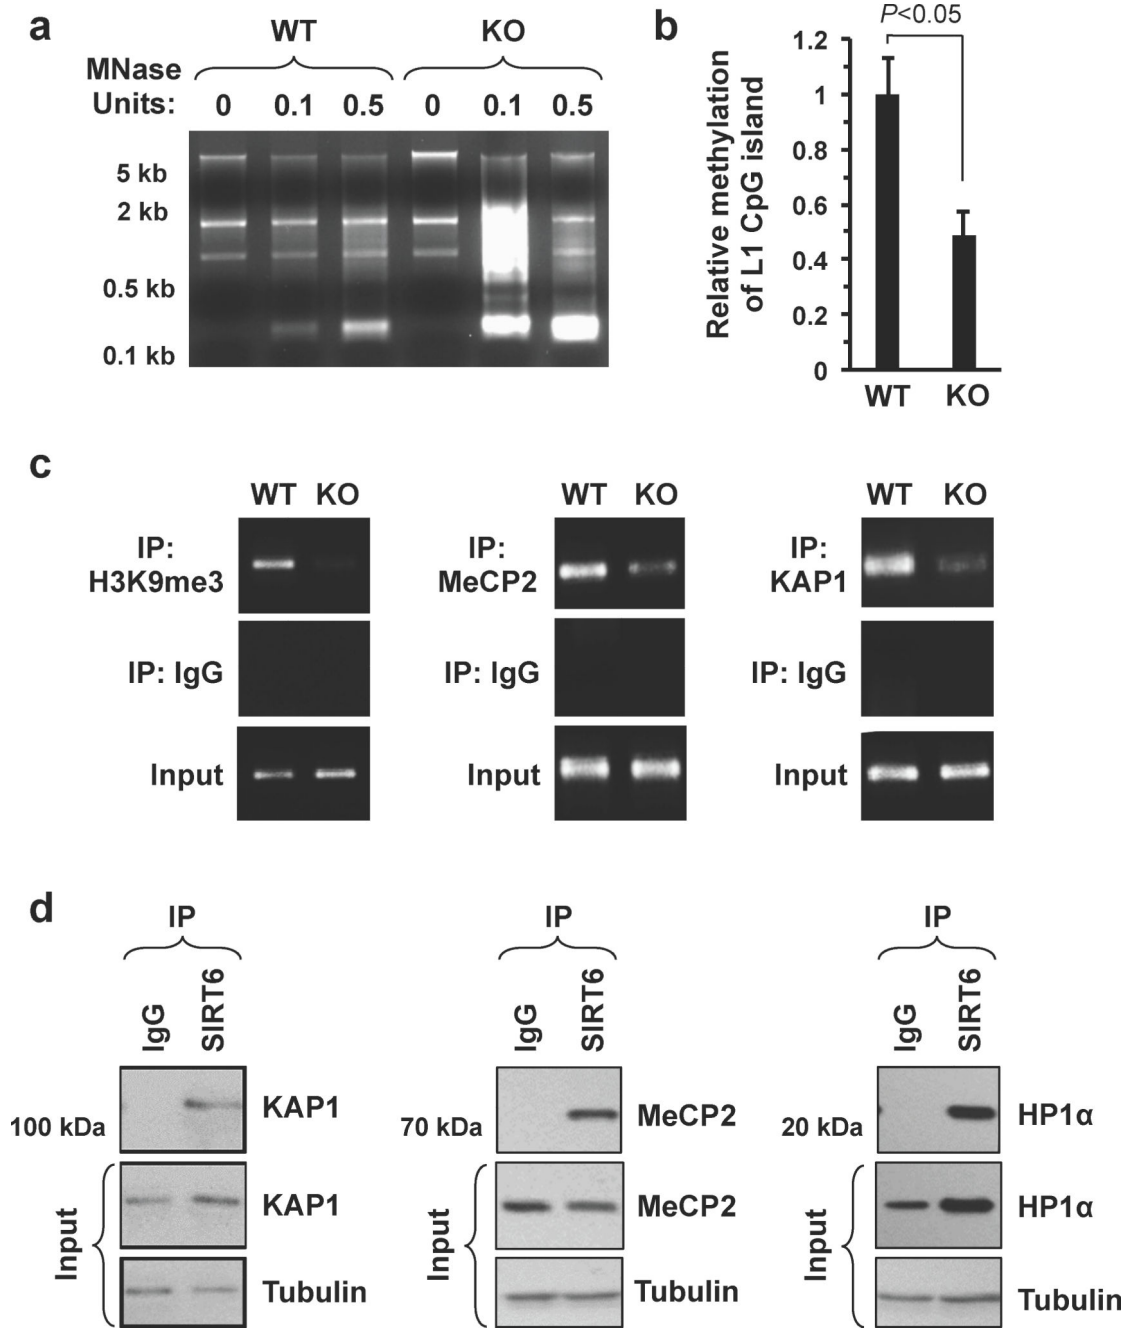 a
WT KO
MNase
Units: 0 0.1 0.5 0 0.1 0.5
5 kb
2 kb
0.5 kb
0.1 kb
b
P<0.05
Relative methylation
of L1 CpG island
1.2
1
0.8
0.6
0.4
0.2
0
WT KO
c
WT KO
IP:
H3K9me3
IP: IgG
Input
WT KO
IP:
MeCP2
IP: IgG
Input
WT KO
IP:
KAP1
IP: IgG
Input
d
IP
IgG SIRT6
100 kDa KAP1
Input
KAP1
Tubulin
IP
IgG SIRT6
70 kDa MeCP2
Input
MeCP2
Tubulin
IP
IgG SIRT6
20 kDa HP1α
Input
HP1α
Tubulin